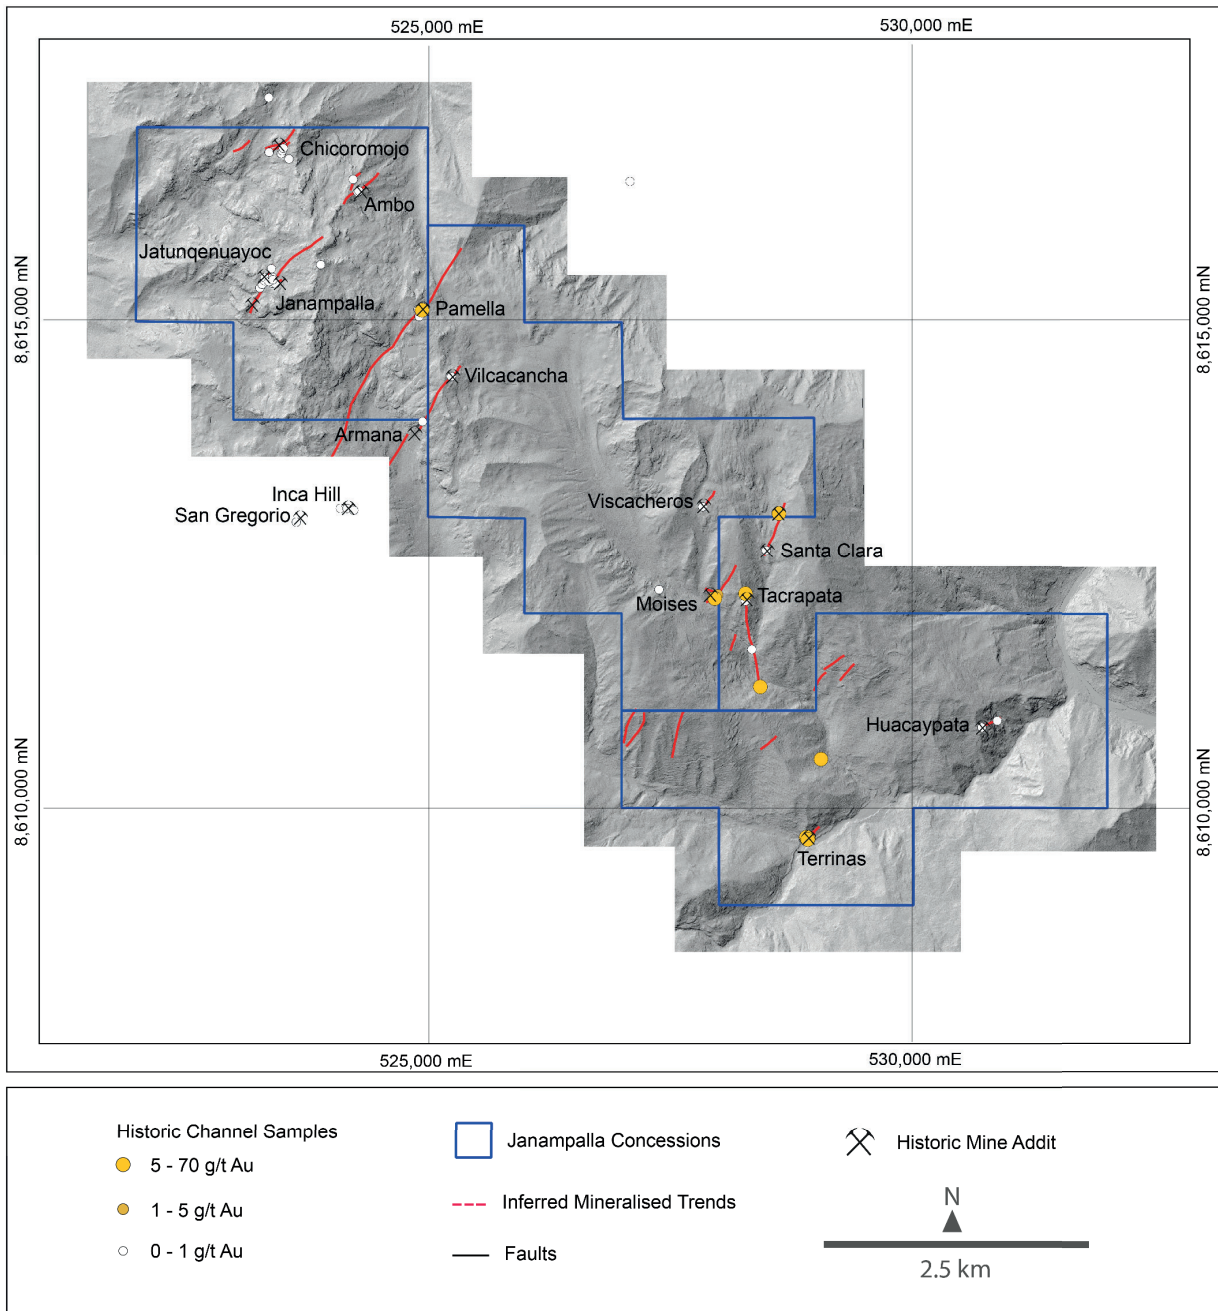 525,000 mE
530,000 mE
Chicoromojo
Ambo
Jatunqenuayoc
Janampalla
Pamella
8,615,000 mN
8,615,000 mN
Vilcacancha
Armana
Inca Hill
San Gregorio
Viscacheros
Santa Clara
Moises
Tacrapata
Huacaypata
8,610,000 mN
8,610,000 mN
Terrinas
525,000 mE
530,000 mE
Historic Channel Samples
5 - 70 g/t Au
1 - 5 g/t Au
0 - 1 g/t Au
Janampalla Concessions
Inferred Mineralised Trends
Faults
Historic Mine Addit
N
2.5 km